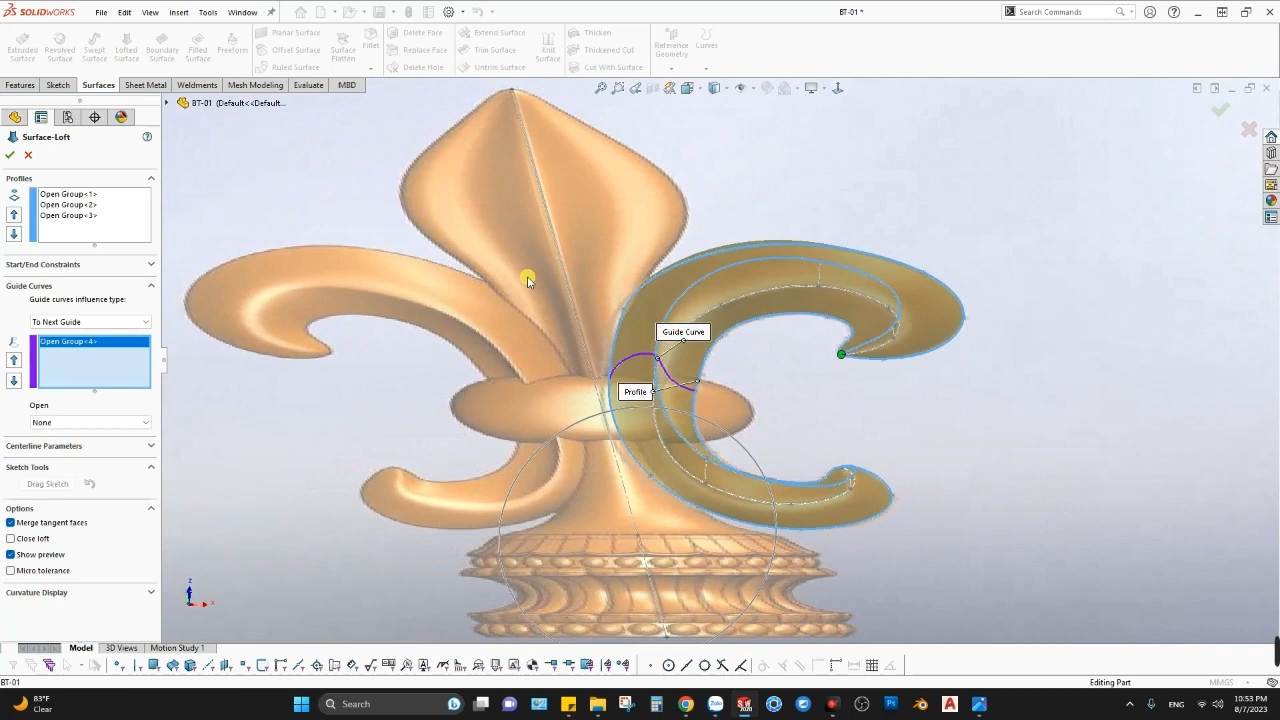 SOLIDWORKS File Edit View Insert Tools Window BT-01 * Search Commands
Extruded Surface Revolved Surface Swept Surface Lofted Surface Boundary Surface Filled Surface Freeform Planar Surface Offset Surface Ruled Surface Surface Flatten Fillet Delete Face Replace Face Delete Hole Extend Surface Trim Surface Untrim Surface Knit Surface Thicken Thickened Cut Cut With Surface Reference Geometry Curves
Features Sketch Surfaces Sheet Metal Weldments Mesh Modeling Evaluate MBD
BT-01 (Default<<Default...
Surface-Loft
Profiles
Open Group<1>
Open Group<2>
Open Group<3>
Start/End Constraints
Guide Curves
Guide curves influence type:
To Next Guide
Open Group<4>
Open
None
Centerline Parameters
Sketch Tools
Drag Sketch
Options
Merge tangent faces
Close loft
Show preview
Micro tolerance
Curvature Display
Guide Curve
Profile
Z
X
Model 3D Views Motion Study 1
BT-01 Editing Part MMGS
83°F
Clear
Search
ENG
10:53 PM
8/7/2023